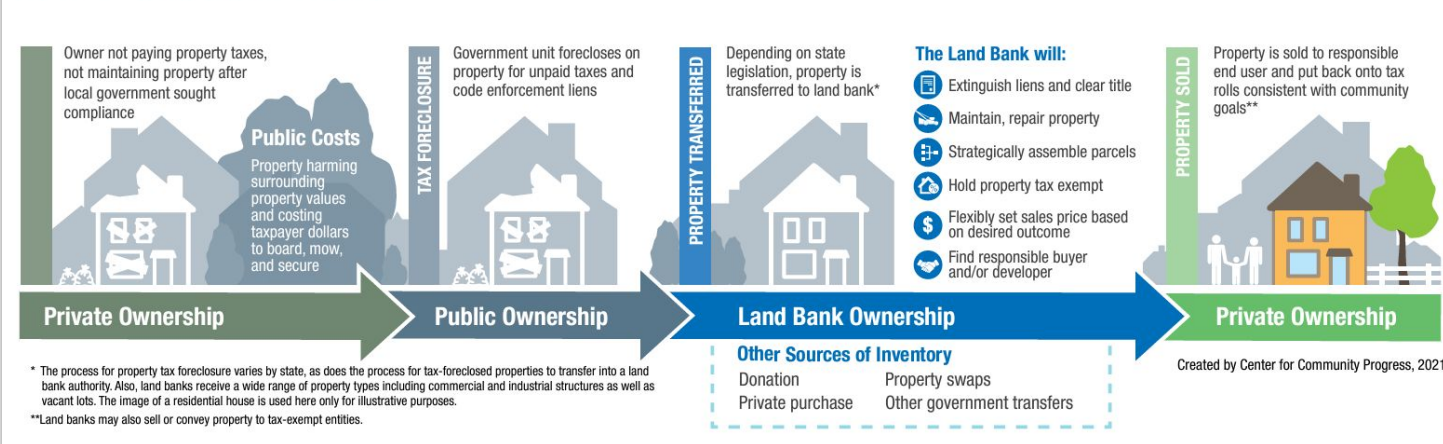 Owner not paying property taxes,
not maintaining property after
local government sought
compliance
Public Costs
Property harming
surrounding
property values
and costing
taxpayer dollars
to board, mow,
and secure
Private Ownership
TAX FORECLOSURE
Government unit forecloses on
property for unpaid taxes and
code enforcement liens
Public Ownership
PROPERTY TRANSFERRED
Depending on state
legislation, property is
transferred to land bank*
The Land Bank will:
Extinguish liens and clear title
Maintain, repair property
Strategically assemble parcels
Hold property tax exempt
$
Flexibly set sales price based
on desired outcome
Find responsible buyer
and/or developer
Land Bank Ownership
Other Sources of Inventory
Donation
Private purchase
Property swaps
Other government transfers
PROPERTY SOLD
Property is sold to responsible
end user and put back onto tax
rolls consistent with community
goals**
Private Ownership
Created by Center for Community Progress, 2021
* The process for property tax foreclosure varies by state, as does the process for tax-foreclosed properties to transfer into a land
bank authority. Also, land banks receive a wide range of property types including commercial and industrial structures as well as
vacant lots. The image of a residential house is used here only for illustrative purposes.
**Land banks may also sell or convey property to tax-exempt entities.